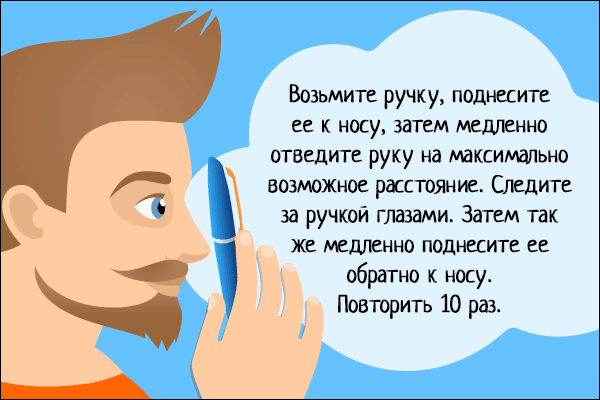 Возьмите ручку, поднесите
ее к носу, затем медленно
отведите руку на максимально
возможное расстояние. Следите
за ручкой глазами. Затем так
же медленно поднесите ее
обратно к носу.
Повторить 10 раз.